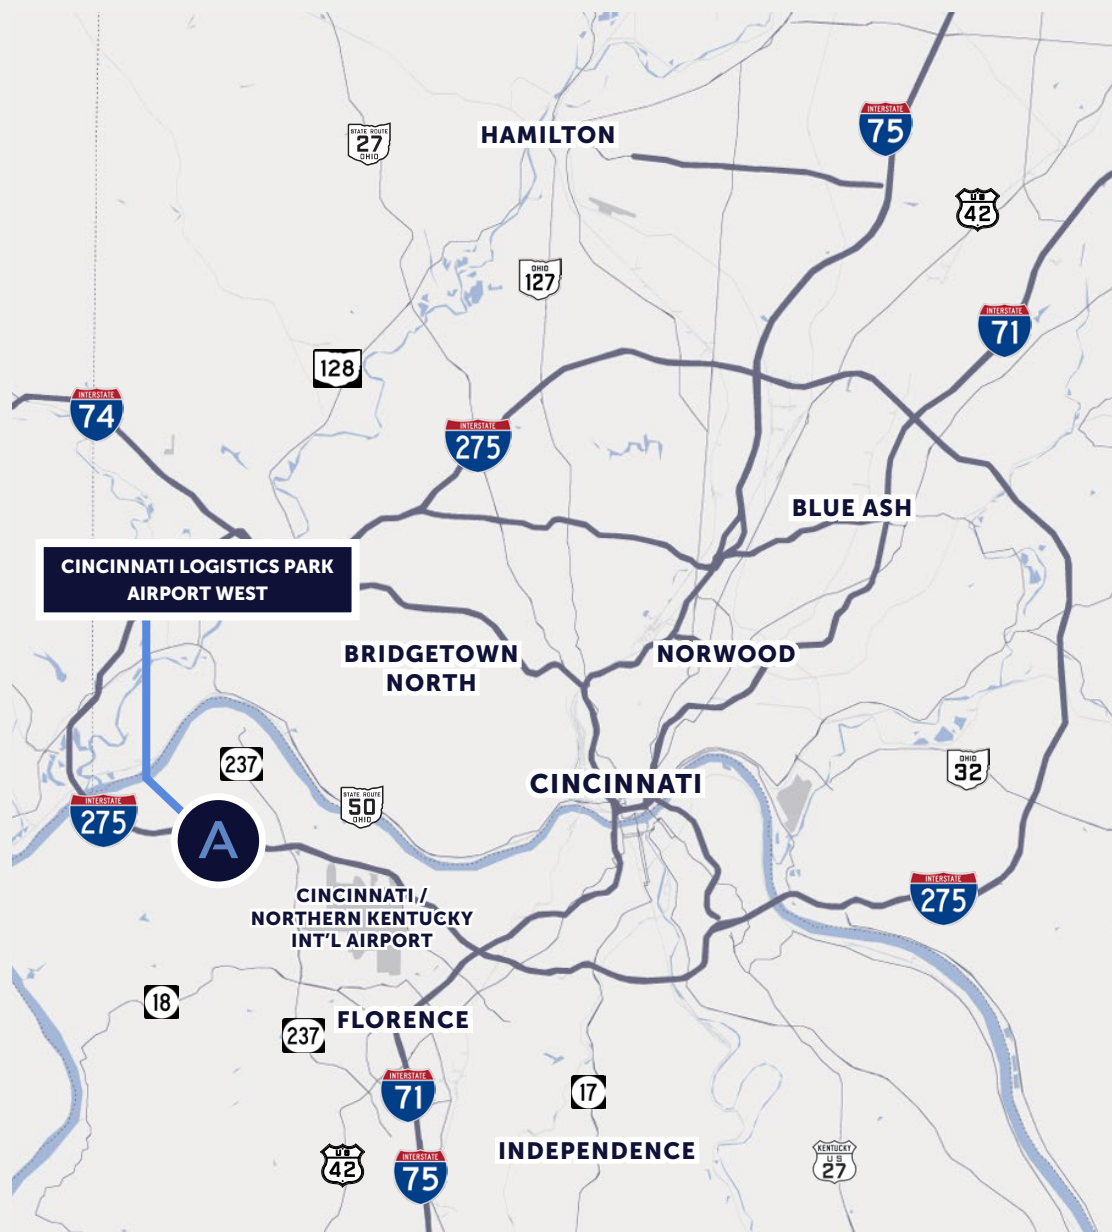 HAMILTON
INTERSTATE
75
STATE ROUTE
27
OHIO
US
42
OHIO
127
INTERSTATE
71
128
INTERSTATE
74
INTERSTATE
275
BLUE ASH
CINCINNATI LOGISTICS PARK
AIRPORT WEST
BRIDGETOWN
NORTH
NORWOOD
237
OHIO
32
CINCINNATI
STATE ROUTE
50
OHIO
INTERSTATE
275
A
INTERSTATE
275
CINCINNATI /
NORTHERN KENTUCKY
INT'L AIRPORT
18
237
FLORENCE
INTERSTATE
71
17
INDEPENDENCE
US
42
INTERSTATE
75
KENTUCKY
US
27